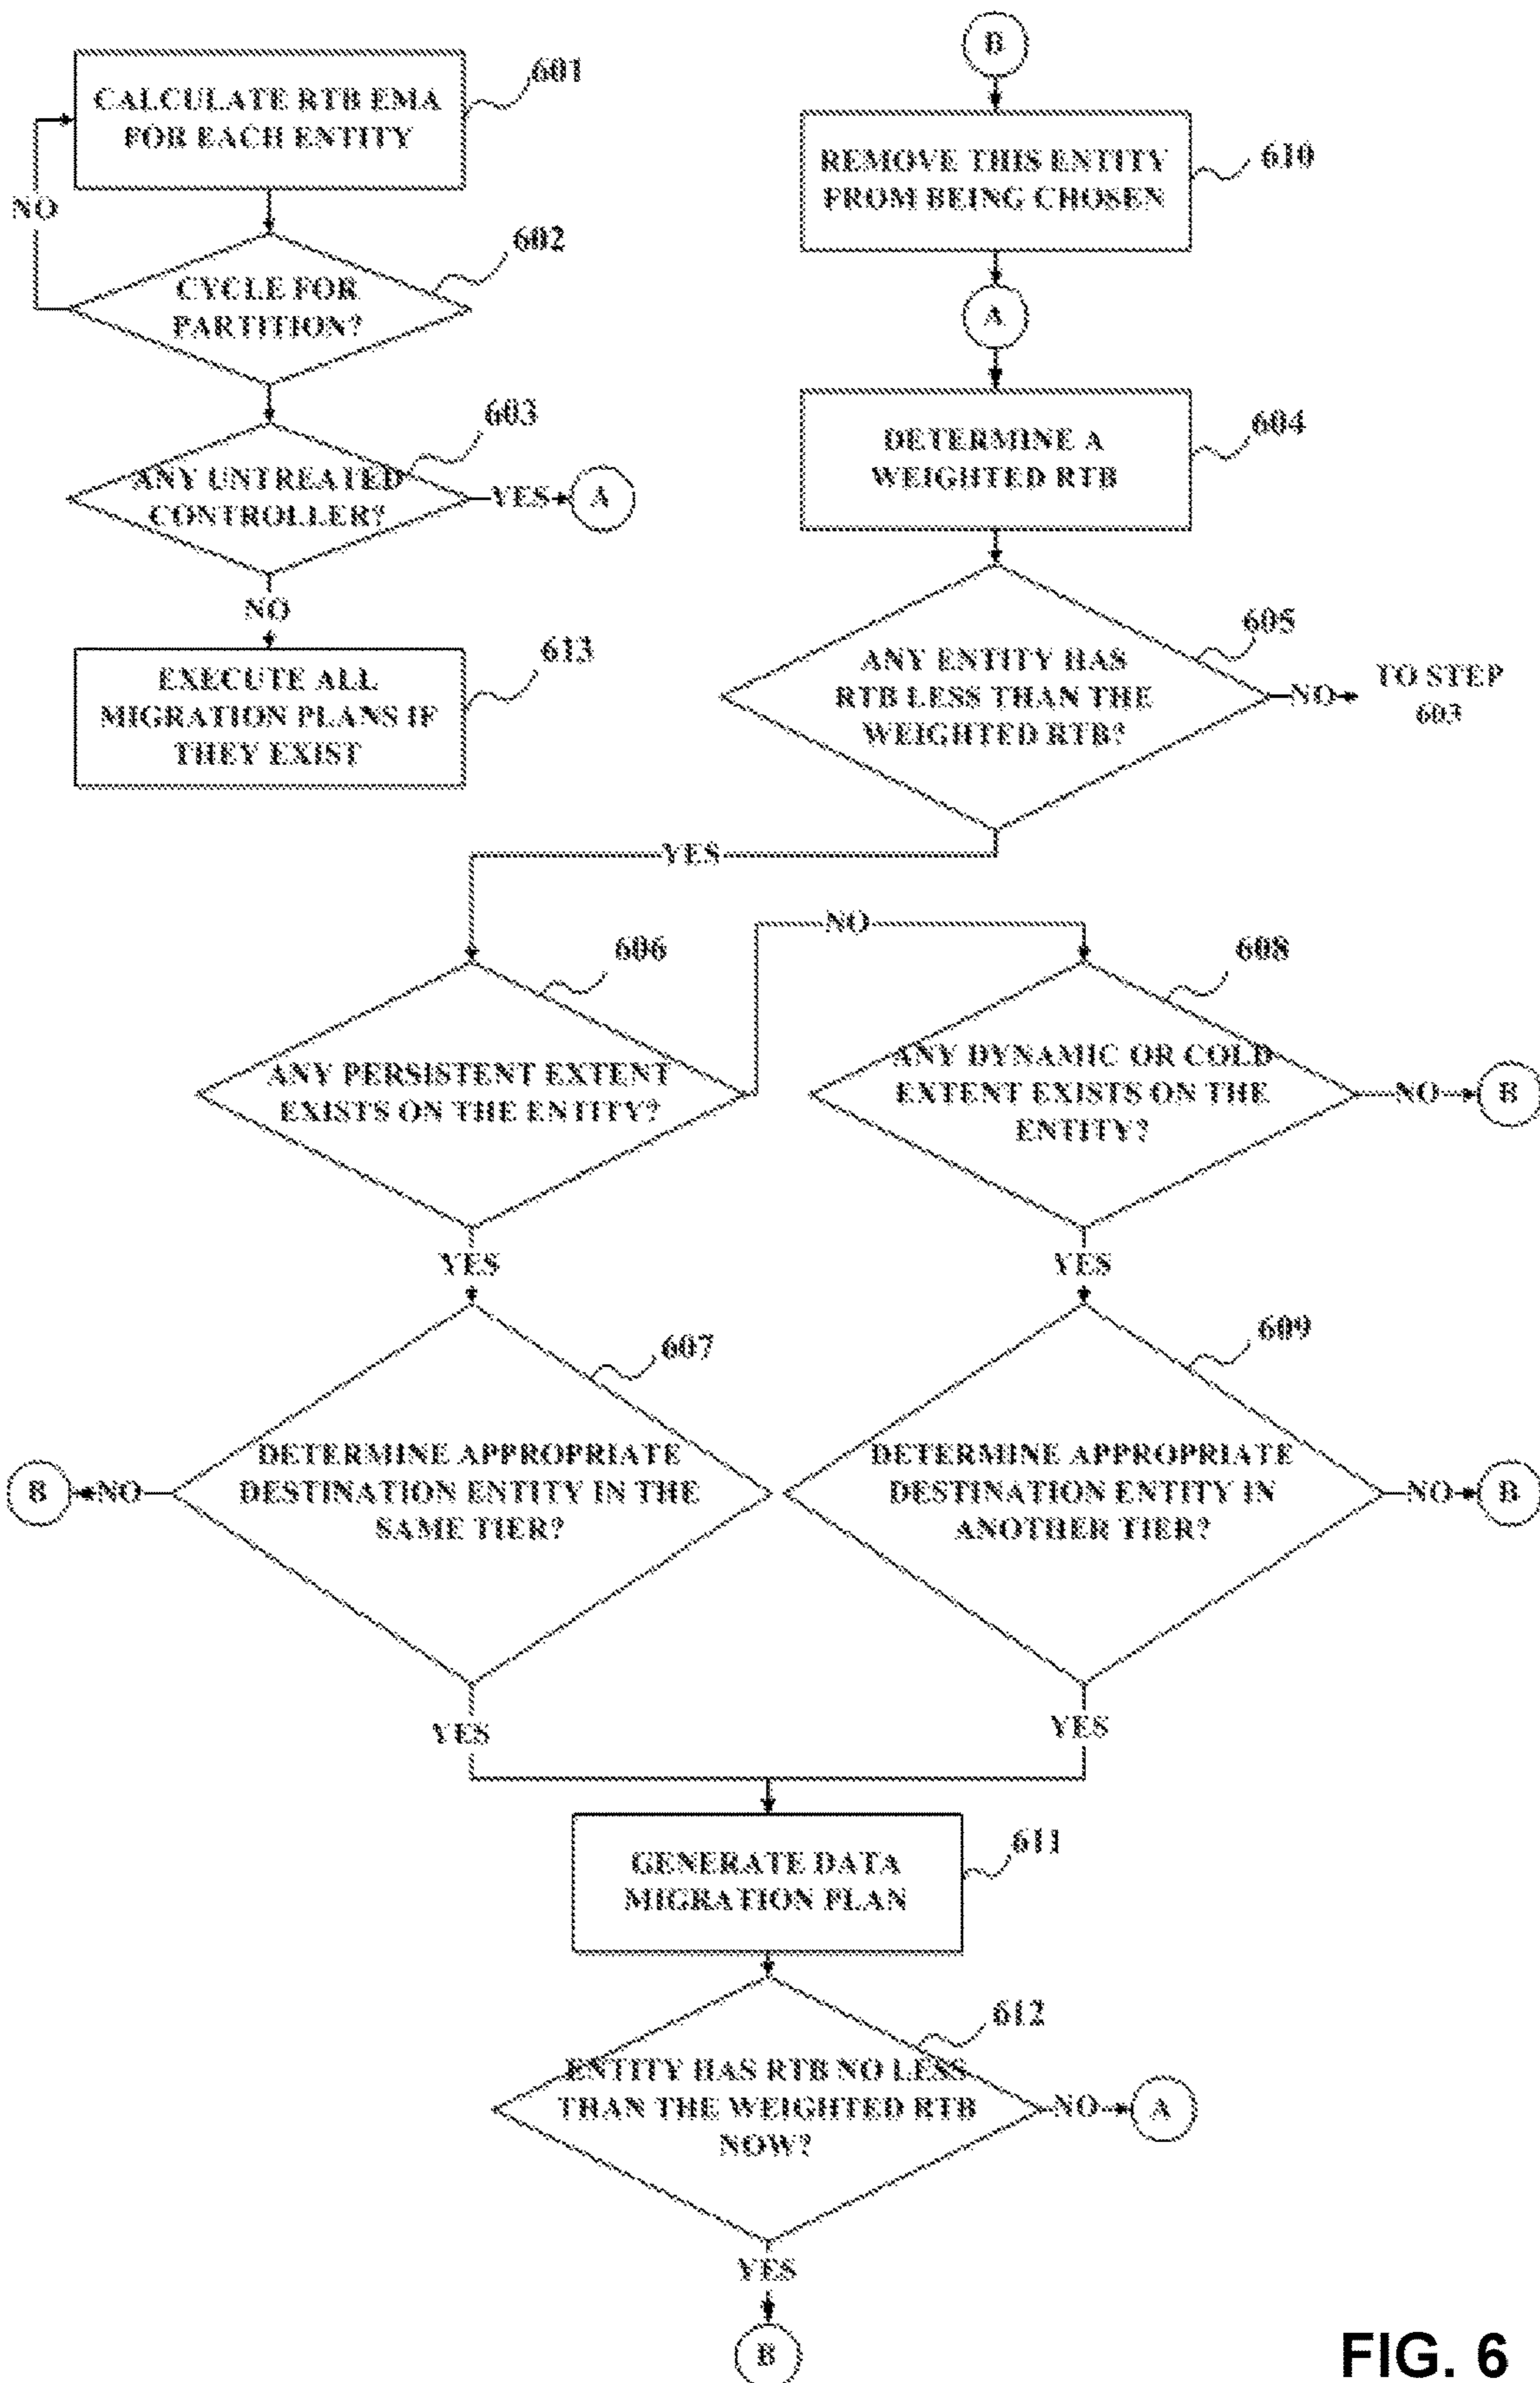 CALCULATE RTB EMA
FOR EACH ENTITY
601
NO
CYCLE FOR
PARTITION?
602
ANY UNTREATED
CONTROLLER?
603
YES
A
NO
EXECUTE ALL
MIGRATION PLANS IF
THEY EXIST
613
B
REMOVE THIS ENTITY
FROM BEING CHOSEN
610
A
DETERMINE A
WEIGHTED RTB
604
ANY ENTITY HAS
RTB LESS THAN THE
WEIGHTED RTB?
605
NO
TO STEP
603
YES
ANY PERSISTENT EXTENT
EXISTS ON THE ENTITY?
606
NO
ANY DYNAMIC OR COLD
EXTENT EXISTS ON THE
ENTITY?
608
NO
B
YES
YES
DETERMINE APPROPRIATE
DESTINATION ENTITY IN THE
SAME TIER?
607
B
NO
DETERMINE APPROPRIATE
DESTINATION ENTITY IN
ANOTHER TIER?
609
NO
B
YES
YES
GENERATE DATA
MIGRATION PLAN
611
ENTITY HAS RTB NO LESS
THAN THE WEIGHTED RTB
NOW?
612
NO
A
YES
B
FIG. 6